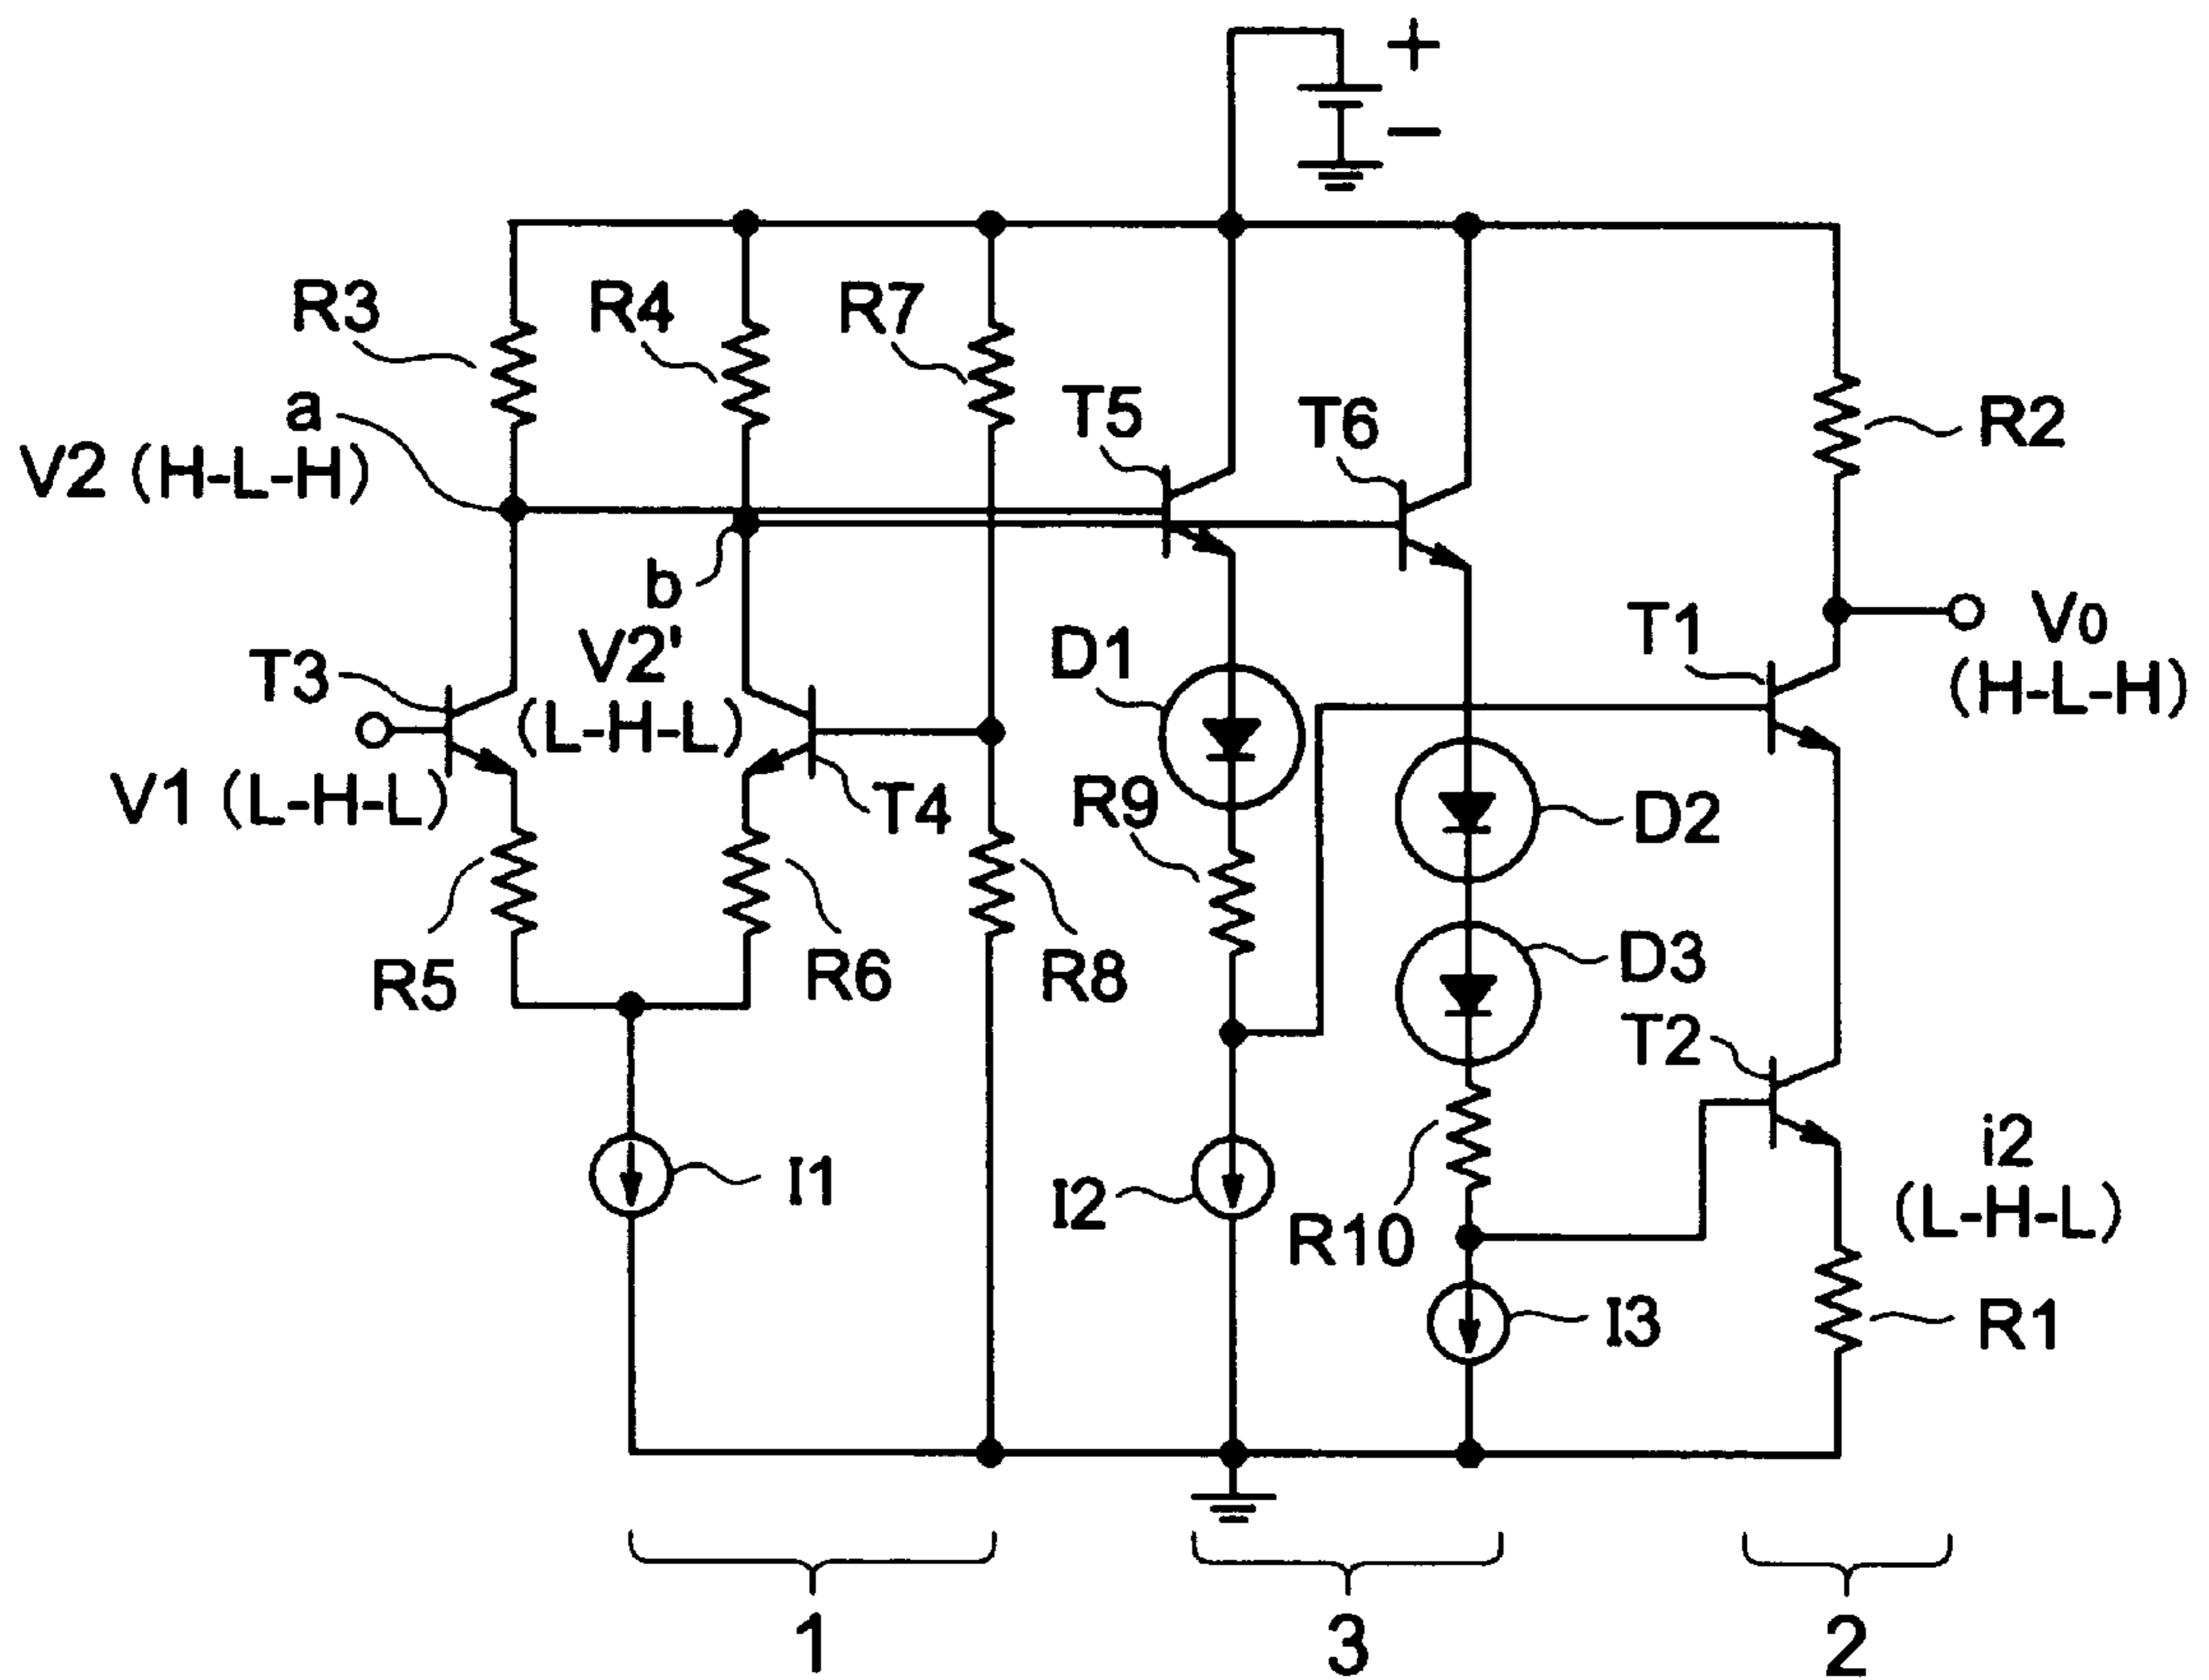 +
−
R3
R4
R7
a
T5
T6
R2
V2 (H-L-H)
b
T1
V0
(H-L-H)
T3
V2'
(L-H-L)
D1
V1 (L-H-L)
T4
R9
D2
R5
R6
R8
D3
T2
I1
I2
R10
i2
(L-H-L)
I3
R1
1
3
2